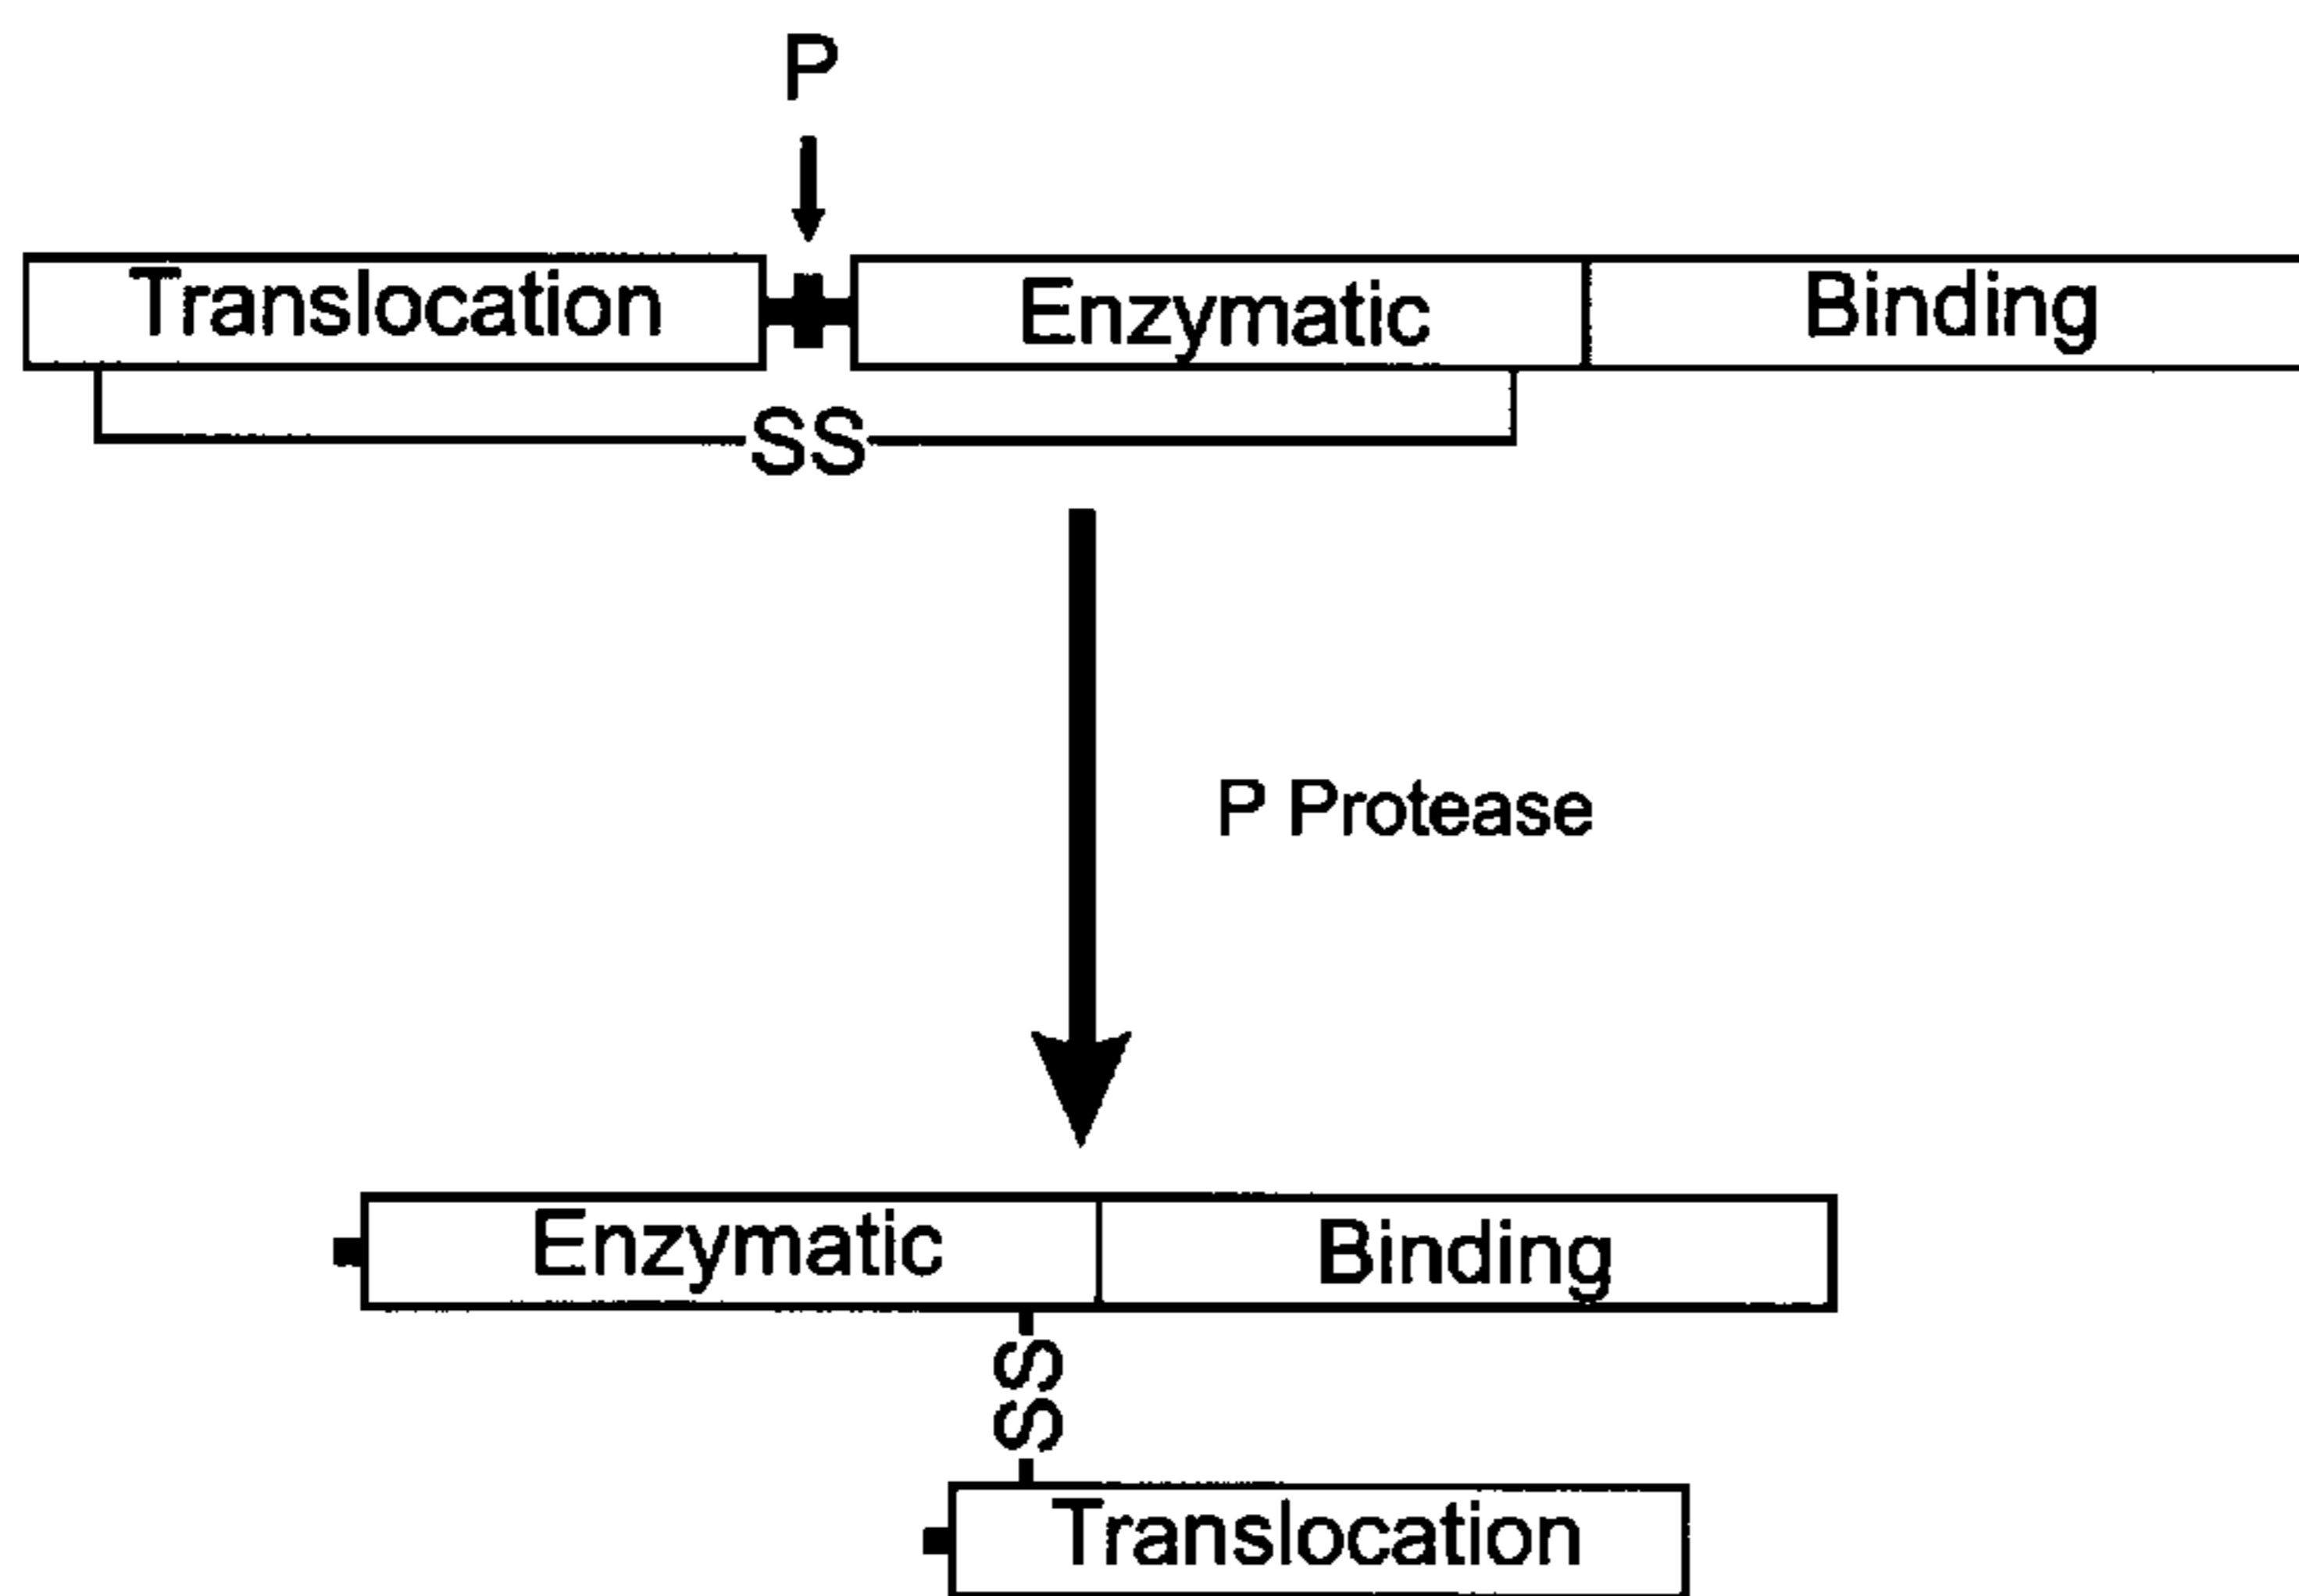 P
Translocation Enzymatic Binding
SS
P Protease
Enzymatic Binding
SS
Translocation